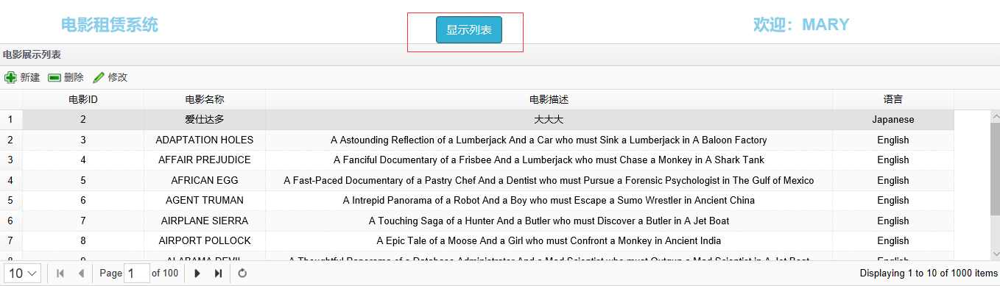 电影租赁系统 显示列表 欢迎：MARY
电影展示列表
新建 删除 修改
电影ID 电影名称 电影描述 语言
1 2 爱仕达多 大大大 Japanese
2 3 ADAPTATION HOLES A Astounding Reflection of a Lumberjack And a Car who must Sink a Lumberjack in A Baloon Factory English
3 4 AFFAIR PREJUDICE A Fanciful Documentary of a Frisbee And a Lumberjack who must Chase a Monkey in A Shark Tank English
4 5 AFRICAN EGG A Fast-Paced Documentary of a Pastry Chef And a Dentist who must Pursue a Forensic Psychologist in The Gulf of Mexico English
5 6 AGENT TRUMAN A Intrepid Panorama of a Robot And a Boy who must Escape a Sumo Wrestler in Ancient China English
6 7 AIRPLANE SIERRA A Touching Saga of a Hunter And a Butler who must Discover a Butler in A Jet Boat English
7 8 AIRPORT POLLOCK A Epic Tale of a Moose And a Girl who must Confront a Monkey in Ancient India English
8 9 ALABAMA DEVIL A Thoughtful Panorama of a Database Administrator And a Mad Scientist who must Outgun a Mad Scientist in A Jet Boat English
10 Page 1 of 100 Displaying 1 to 10 of 1000 items